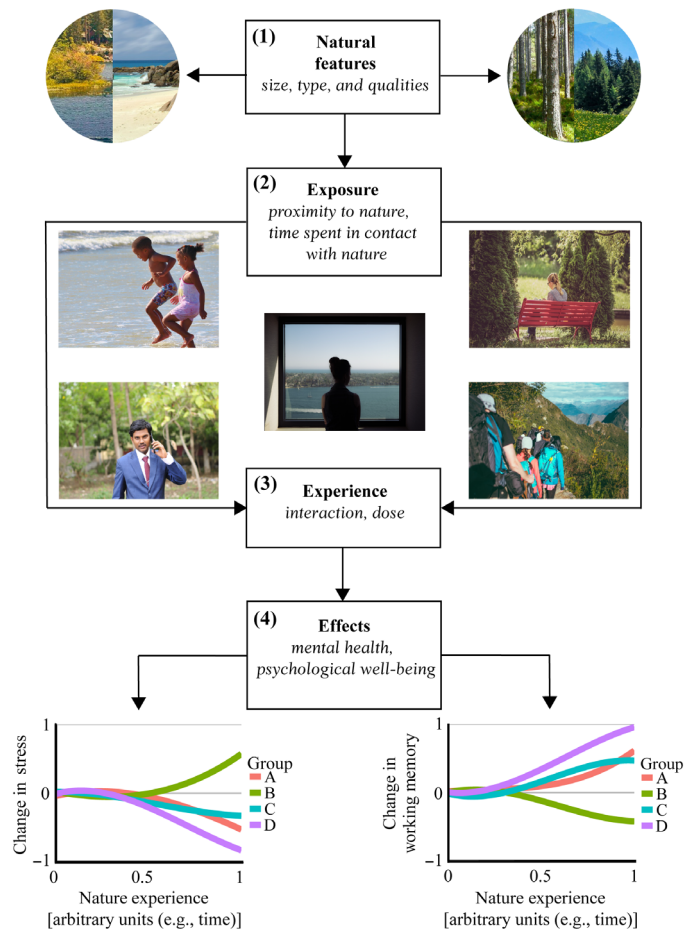 (1)
Natural
features
size, type, and qualities
(2)
Exposure
proximity to nature,
time spent in contact
with nature
(3)
Experience
interaction, dose
(4)
Effects
mental health,
psychological well-being
Change in stress
1
0
−1
0
0.5
1
Nature experience
[arbitrary units (e.g., time)]
Group
A
B
C
D
Change in
working memory
1
0
−1
0
0.5
1
Nature experience
[arbitrary units (e.g., time)]
Group
A
B
C
D